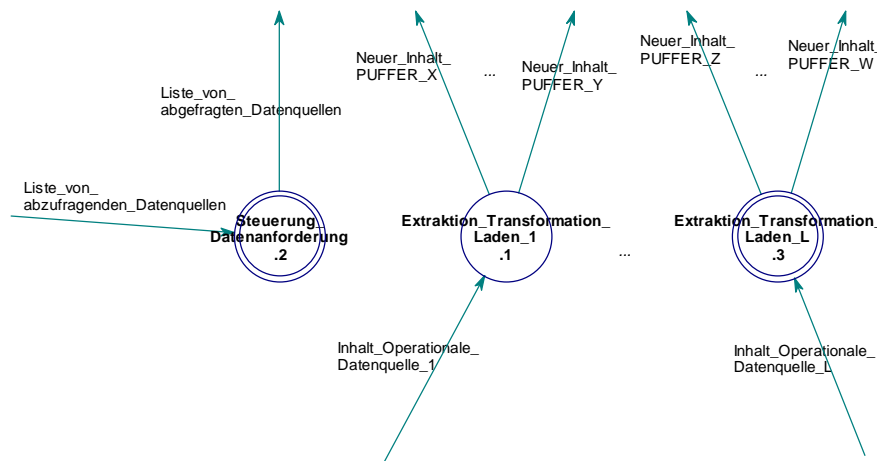 Neuer_Inhalt_
PUFFER_X
...
Neuer_Inhalt_
PUFFER_Y
Neuer_Inhalt_
PUFFER_Z
...
Neuer_Inhalt_
PUFFER_W
Liste_von_
abgefragten_Datenquellen
Liste_von_
abzufragenden_Datenquellen
Steuerung_
Datenanforderung
.2
Extraktion_Transformation_
Laden_1
.1
...
Extraktion_Transformation_
Laden_L
.3
Inhalt_Operationale_
Datenquelle_1
Inhalt_Operationale_
Datenquelle_L